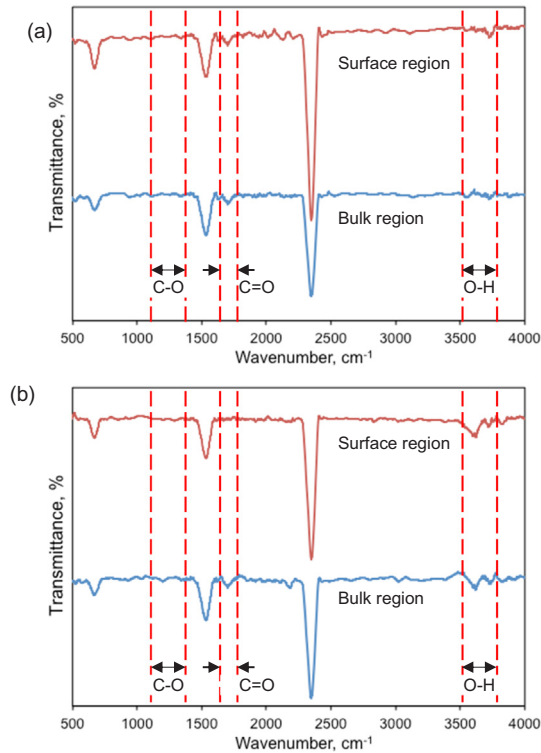 (a)
Transmittance, %
Surface region
Bulk region
C-O
C=O
O-H
500 1000 1500 2000 2500 3000 3500 4000
Wavenumber, cm-1
(b)
Transmittance, %
Surface region
Bulk region
C-O
C=O
O-H
500 1000 1500 2000 2500 3000 3500 4000
Wavenumber, cm-1